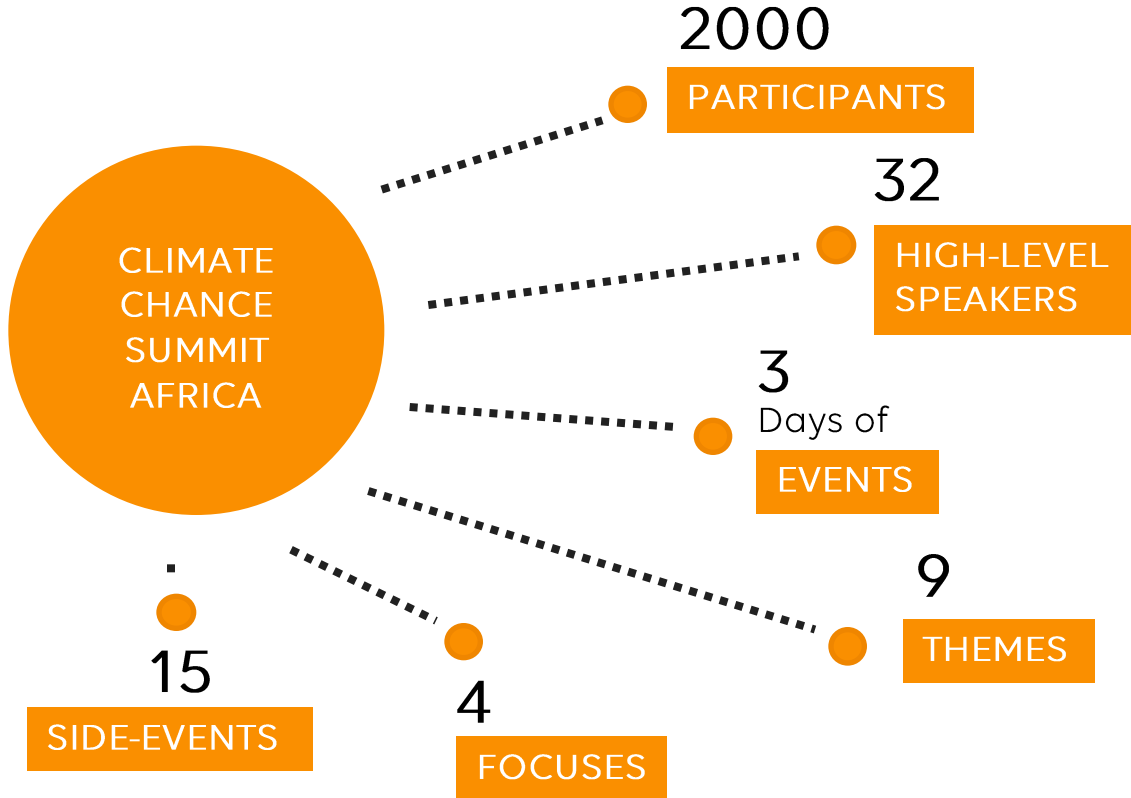 CLIMATE
CHANCE
SUMMIT
AFRICA
2000
PARTICIPANTS
32
HIGH-LEVEL
SPEAKERS
3
Days of
EVENTS
9
THEMES
4
FOCUSES
15
SIDE-EVENTS